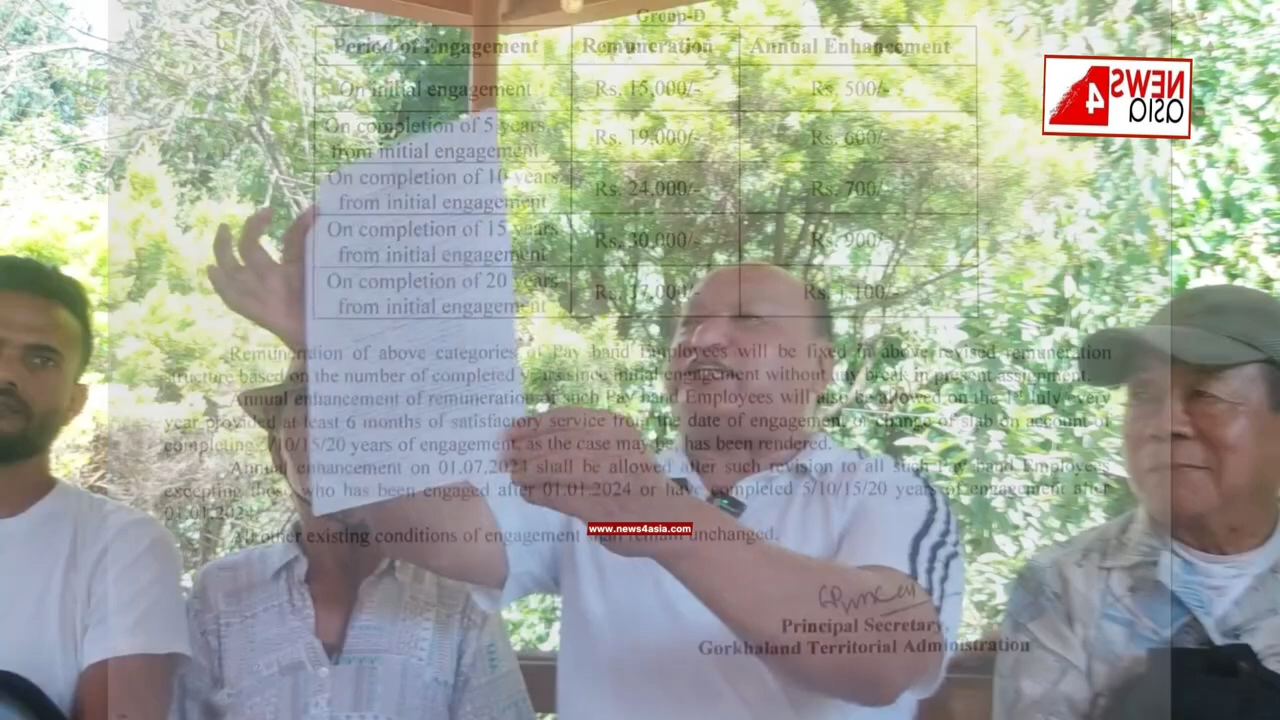 Group-D
Period of Engagement Remuneration Annual Enhancement
On initial engagement Rs. 15,000/- Rs. 500/-
On completion of 5 years
from initial engagement Rs. 19,000/- Rs. 600/-
On completion of 10 years
from initial engagement Rs. 24,000/- Rs. 700/-
On completion of 15 years
from initial engagement Rs. 30,000/- Rs. 900/-
On completion of 20 years
from initial engagement Rs. 37,000/- Rs. 1,100/-
Remuneration of above categories of Pay band Employees will be fixed in above revised remuneration
structure based on the number of completed years since initial engagement without any break in present assignment.
Annual enhancement of remuneration of such Pay band Employees will also be allowed on the 1st July every
year provided at least 6 months of satisfactory service from the date of engagement or change of slab on account of
completing 5/10/15/20 years of engagement, as the case may be, has been rendered.
Annual enhancement on 01.07.2024 shall be allowed after such revision to all such Pay band Employees
excepting those who has been engaged after 01.01.2024 or have completed 5/10/15/20 years of engagement after
01.01.2024.
All other existing conditions of engagement shall remain unchanged.
Principal Secretary,
Gorkhaland Territorial Administration
NEWS
4
asia
www.news4asia.com